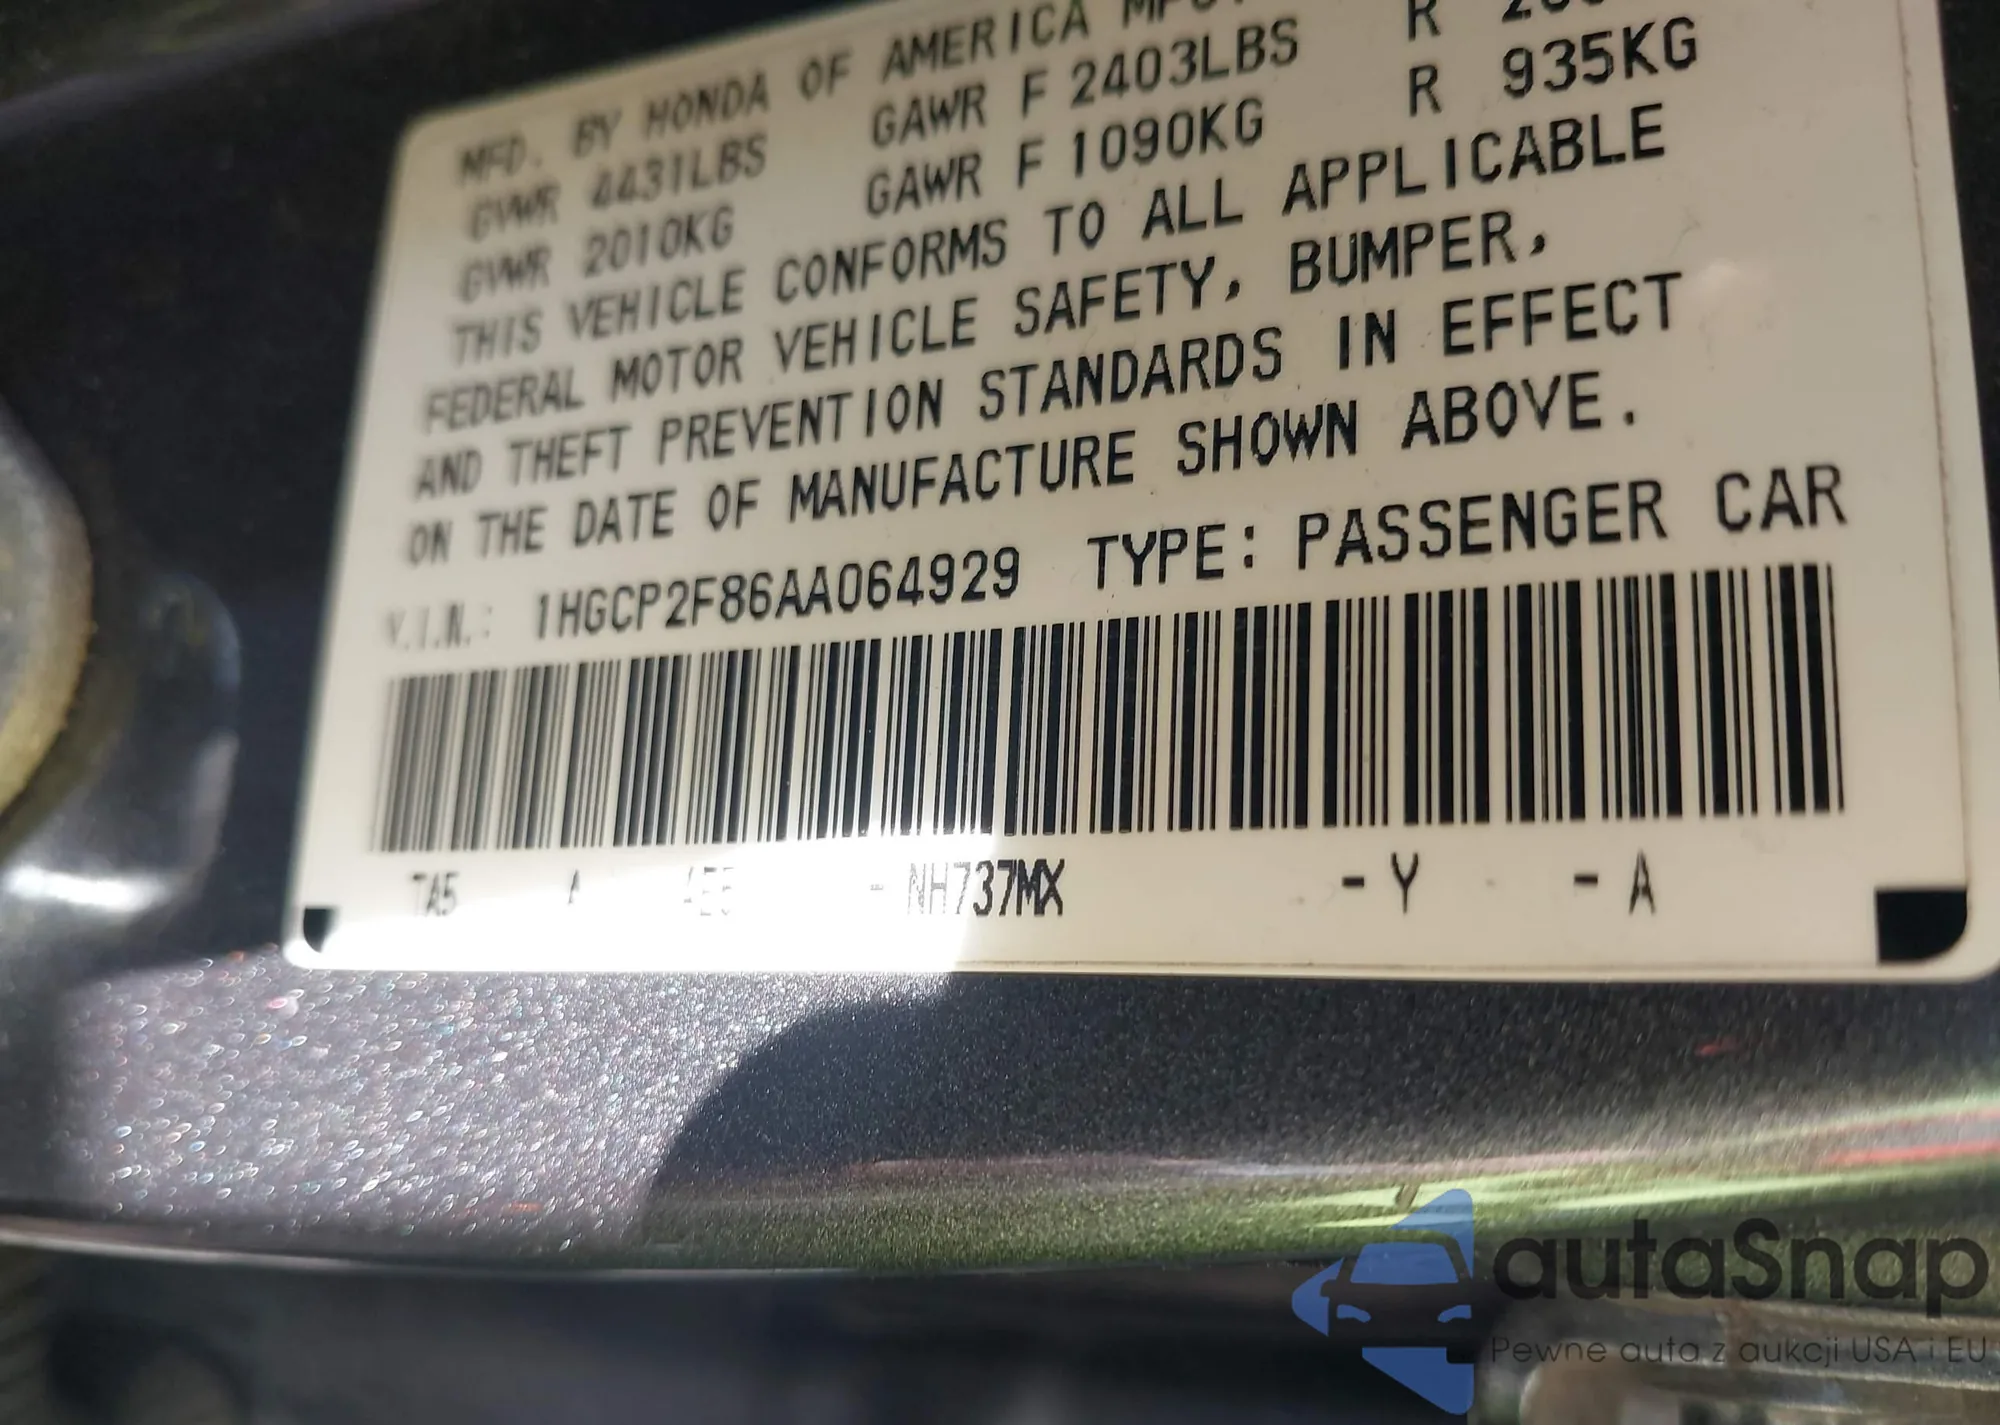 MFD. BY HONDA OF AMERICA
GVWR 4431LBS GAWR F 2403LBS R
GVWR 2010KG GAWR F 1090KG R 935KG
THIS VEHICLE CONFORMS TO ALL APPLICABLE
FEDERAL MOTOR VEHICLE SAFETY, BUMPER,
AND THEFT PREVENTION STANDARDS IN EFFECT
ON THE DATE OF MANUFACTURE SHOWN ABOVE.
V.I.N.: 1HGCP2F86AA064929 TYPE: PASSENGER CAR
TA5 A - NH737MX - Y - A
autaSnap
Pewne auta z aukcji USA i EU